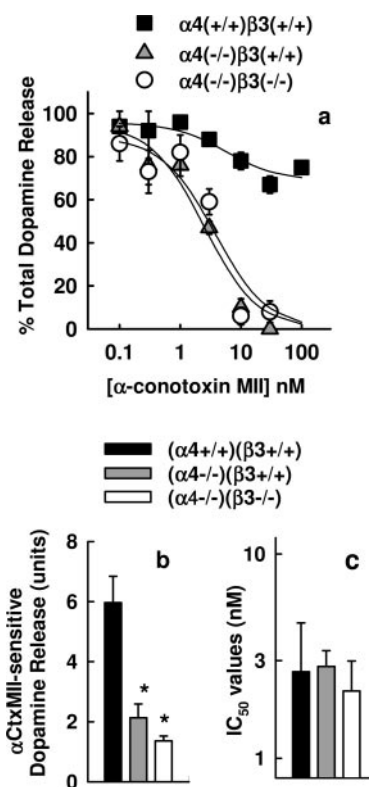 α4(+/+)β3(+/+)
α4(-/-)β3(+/+)
α4(-/-)β3(-/-)
a
% Total Dopamine Release
100
80
60
40
20
0
0.1 1 10 100
[α-conotoxin MII] nM
(α4+/+)(β3+/+)
(α4-/-)(β3+/+)
(α4-/-)(β3-/-)
b
αCtxMII-sensitive
Dopamine Release (units)
8
6
4
2
0
*
*
c
IC50 values (nM)
10
3
1